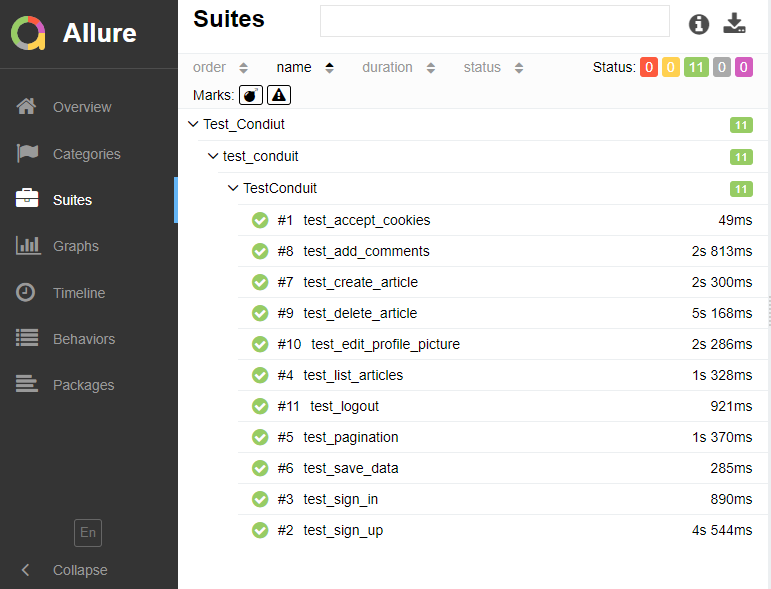 Allure
Overview
Categories
Suites
Graphs
Timeline
Behaviors
Packages
En
Collapse
Suites
order name duration status Status: 0 0 11 0 0
Marks:
Test_Condiut 11
test_conduit 11
TestConduit 11
#1 test_accept_cookies 49ms
#8 test_add_comments 2s 813ms
#7 test_create_article 2s 300ms
#9 test_delete_article 5s 168ms
#10 test_edit_profile_picture 2s 286ms
#4 test_list_articles 1s 328ms
#11 test_logout 921ms
#5 test_pagination 1s 370ms
#6 test_save_data 285ms
#3 test_sign_in 890ms
#2 test_sign_up 4s 544ms